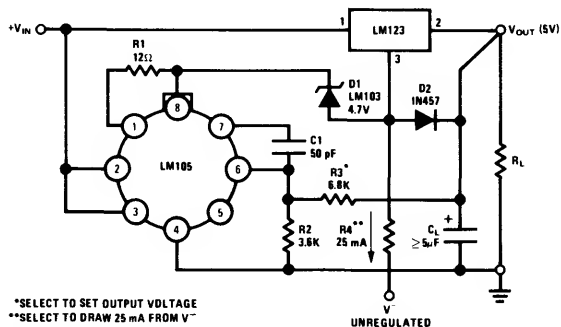 +VIN
1
LM123
2
VOUT (5V)
3
R1
12Ω
D1
LM103
4.7V
D2
1N457
8
1
7
2
LM105
6
3
5
4
C1
50 pF
R3*
6.8K
RL
R2
3.6K
R4**
25 mA
+
CL
≥5µF
V-
UNREGULATED
*SELECT TO SET OUTPUT VDLTAGE
**SELECT TO DRAW 25 mA FROM V-